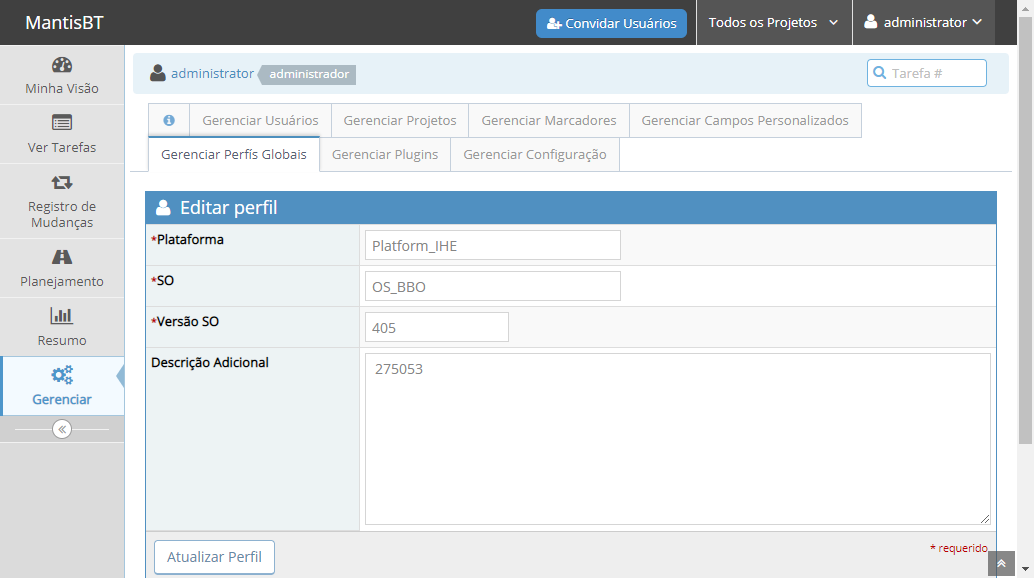 MantisBT
Convidar Usuários
Todos os Projetos
administrator
Minha Visão
Ver Tarefas
Registro de
Mudanças
Planejamento
Resumo
Gerenciar
administrator administrador
Tarefa #
Gerenciar Usuários
Gerenciar Projetos
Gerenciar Marcadores
Gerenciar Campos Personalizados
Gerenciar Perfís Globais
Gerenciar Plugins
Gerenciar Configuração
Editar perfil
*Plataforma
Platform_IHE
*SO
OS_BBO
*Versão SO
405
Descrição Adicional
275053
* requerido
Atualizar Perfil